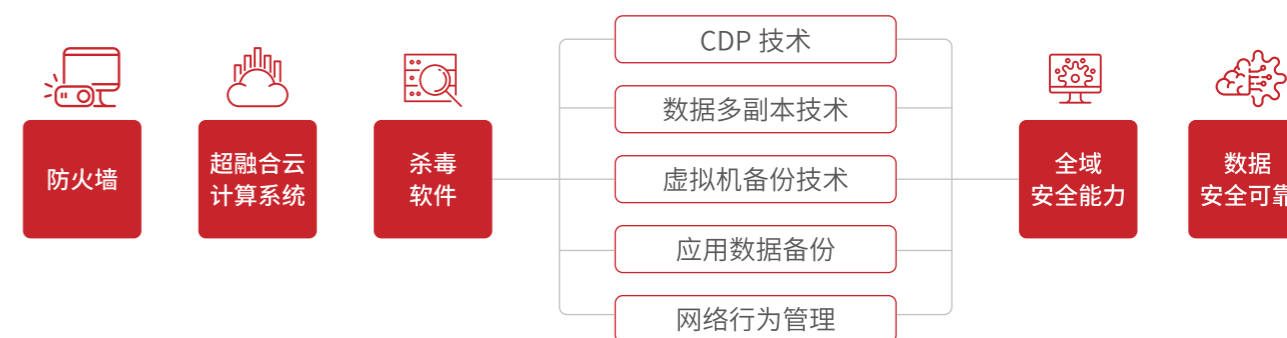 防火墙
超融合云
计算系统
杀毒
软件
CDP 技术
数据多副本技术
虚拟机备份技术
应用数据备份
网络行为管理
全域
安全能力
数据
安全可靠